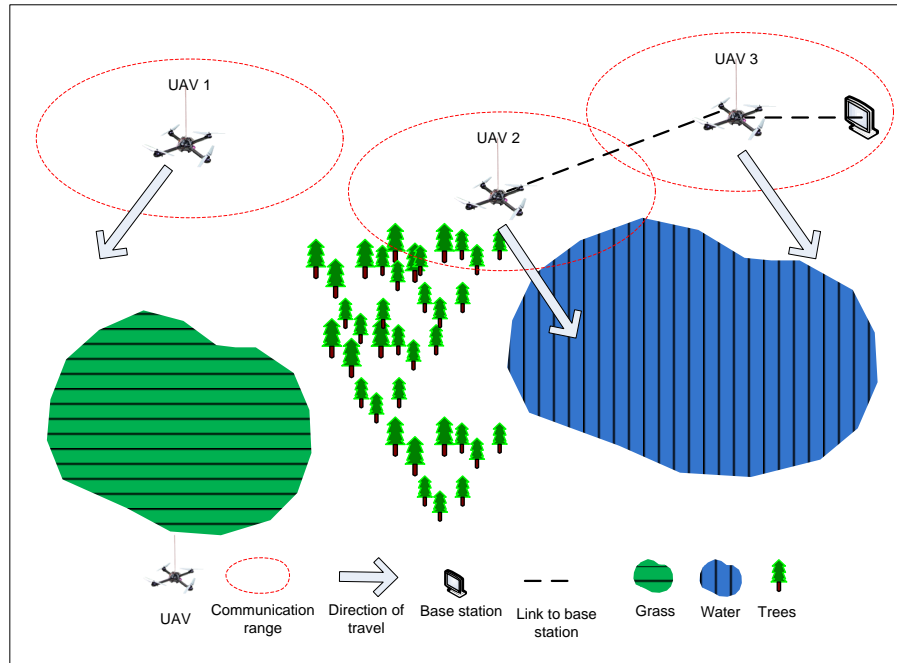 UAV 1
UAV 2
UAV 3
UAV
Communication
range
Direction of
travel
Base station
Link to base
station
Grass
Water
Trees